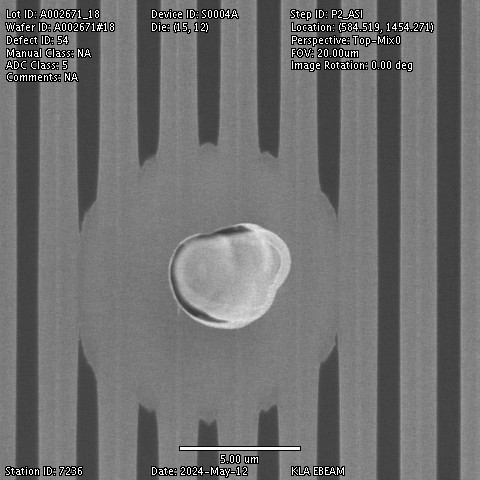 Lot ID: A002671_18
Wafer ID: A002671#18
Defect ID: 54
Manual Class: NA
ADC Class: 5
Comments: NA
Device ID: S0004A
Die: (15, 12)
Step ID: P2_ASI
Location: (584.519, 1454.271)
Perspective: Top-Mix0
FOV: 20.00um
Image Rotation: 0.00 deg
5.00 um
Station ID: 7236
Date: 2024-May-12
KLA EBEAM